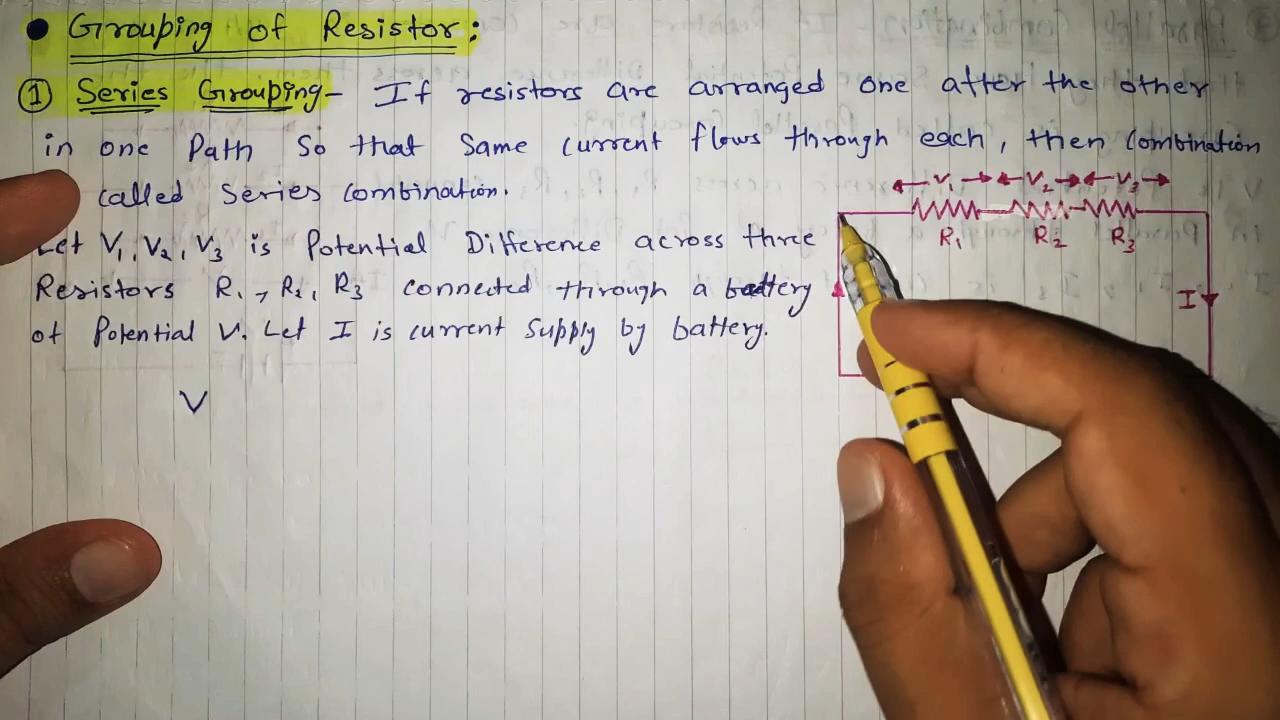 ● Grouping of Resistor:
① Series Grouping - If resistors are arranged one after the other
in one Path so that same current flows through each, then combination
called Series combination.
V₁ V₂ V₃
R₁ R₂ R₃
Let V₁, V₂, V₃ is Potential Difference across three
Resistors R₁, R₂, R₃ connected through a battery
I
of Potential V. Let I is current supply by battery.
V